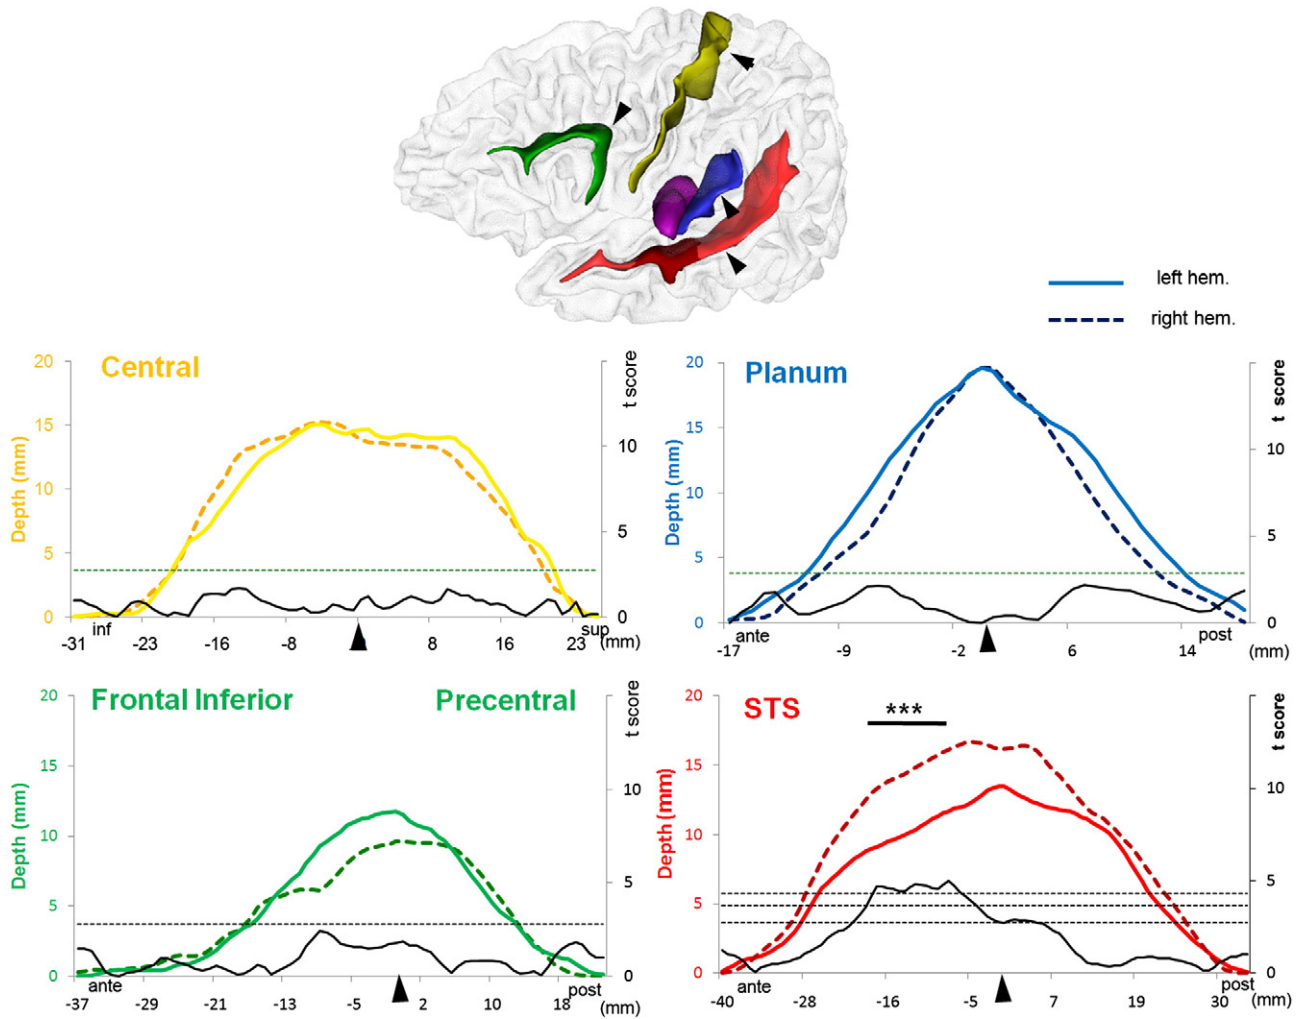 left hem.
right hem.
Central
Depth (mm)
20
15
10
5
0
t score
10
5
0
inf
sup
-31
-23
-16
-8
8
16
23
(mm)
Planum
Depth (mm)
20
15
10
5
0
t score
15
10
5
0
ante
post
-17
-9
-2
6
14
(mm)
Frontal Inferior
Precentral
Depth (mm)
20
15
10
5
0
t score
10
5
0
ante
post
-37
-29
-21
-13
-5
2
10
18
(mm)
STS
***
Depth (mm)
20
15
10
5
0
t score
10
5
0
ante
post
-40
-28
-16
-5
7
19
30
(mm)